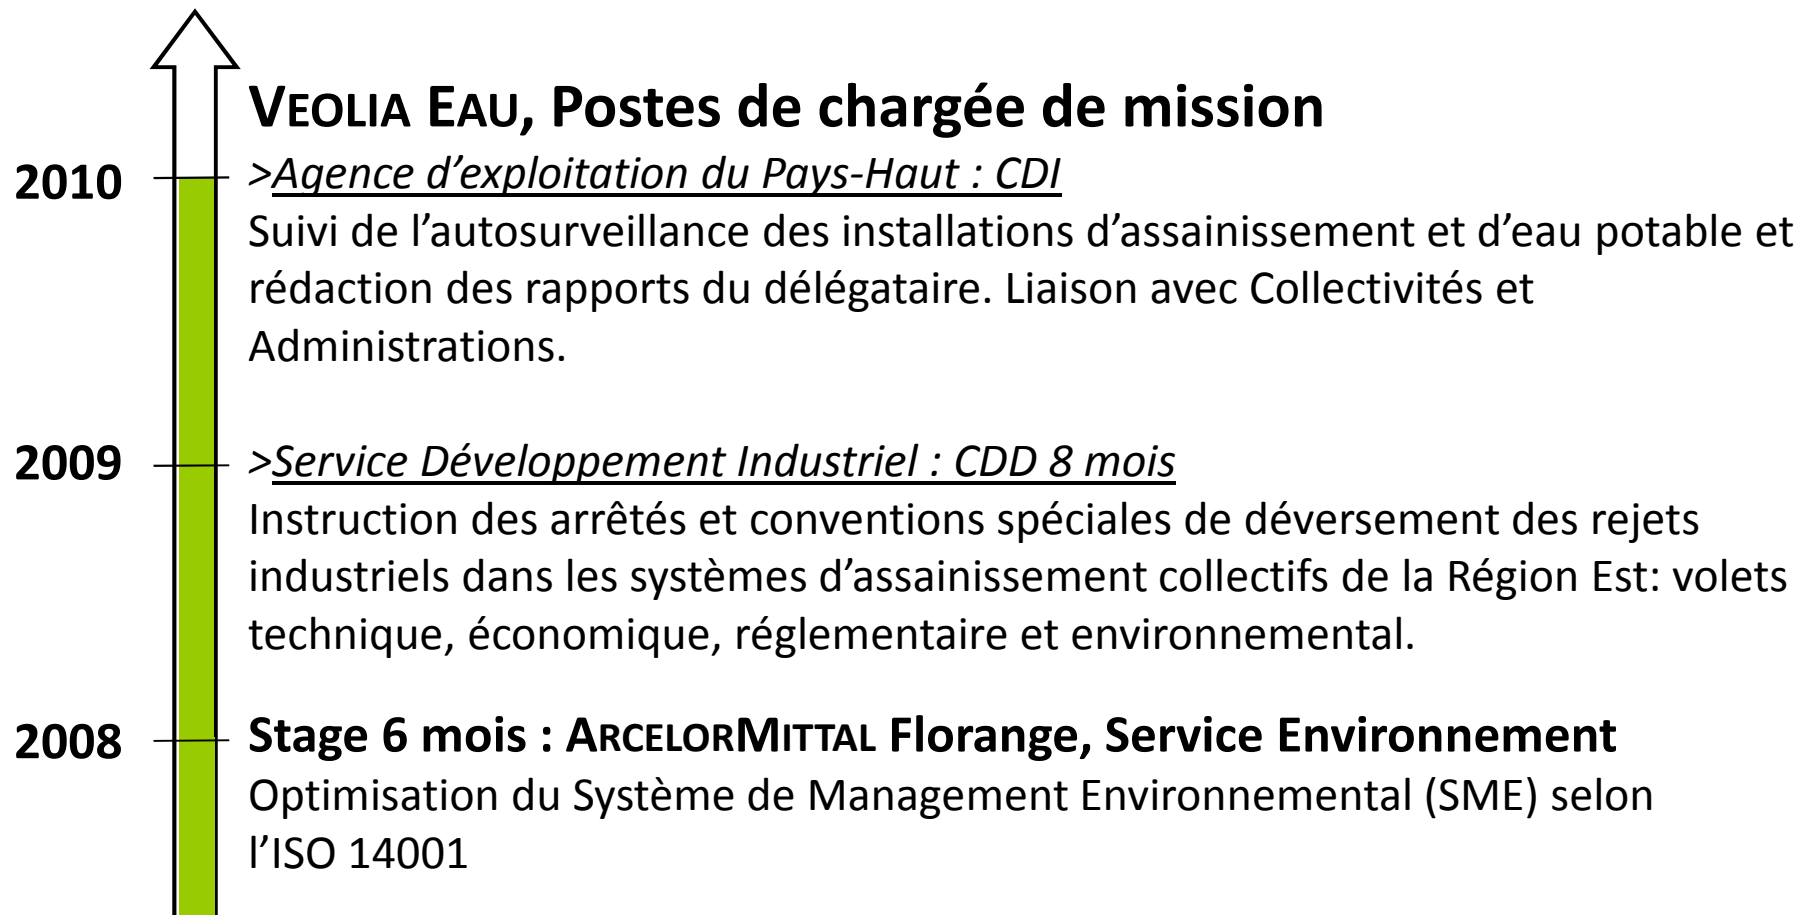 VEOLIA EAU, Postes de chargée de mission
2010
>Agence d’exploitation du Pays-Haut : CDI
Suivi de l’autosurveillance des installations d’assainissement et d’eau potable et
rédaction des rapports du délégataire. Liaison avec Collectivités et
Administrations.
2009
>Service Développement Industriel : CDD 8 mois
Instruction des arrêtés et conventions spéciales de déversement des rejets
industriels dans les systèmes d’assainissement collectifs de la Région Est: volets
technique, économique, réglementaire et environnemental.
2008
Stage 6 mois : ARCELORMITTAL Florange, Service Environnement
Optimisation du Système de Management Environnemental (SME) selon
l’ISO 14001